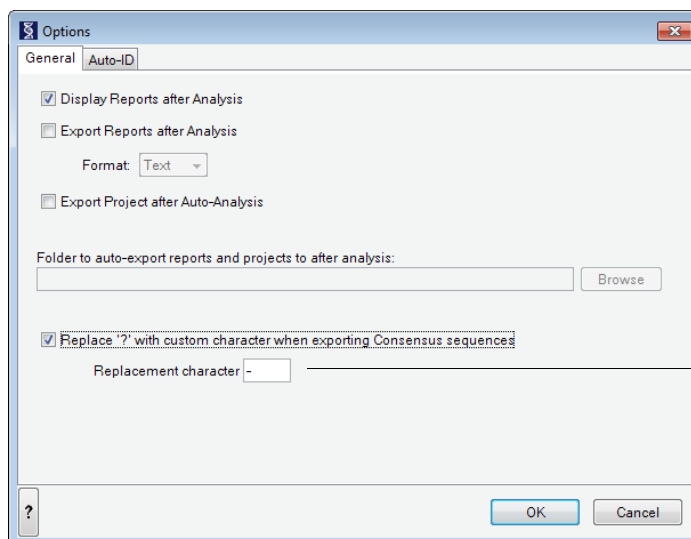 Options
General Auto-ID
Display Reports after Analysis
Export Reports after Analysis
Format: Text
Export Project after Auto-Analysis
Folder to auto-export reports and projects to after analysis:
Browse
Replace '?' with custom character when exporting Consensus sequences
Replacement character -
? OK Cancel